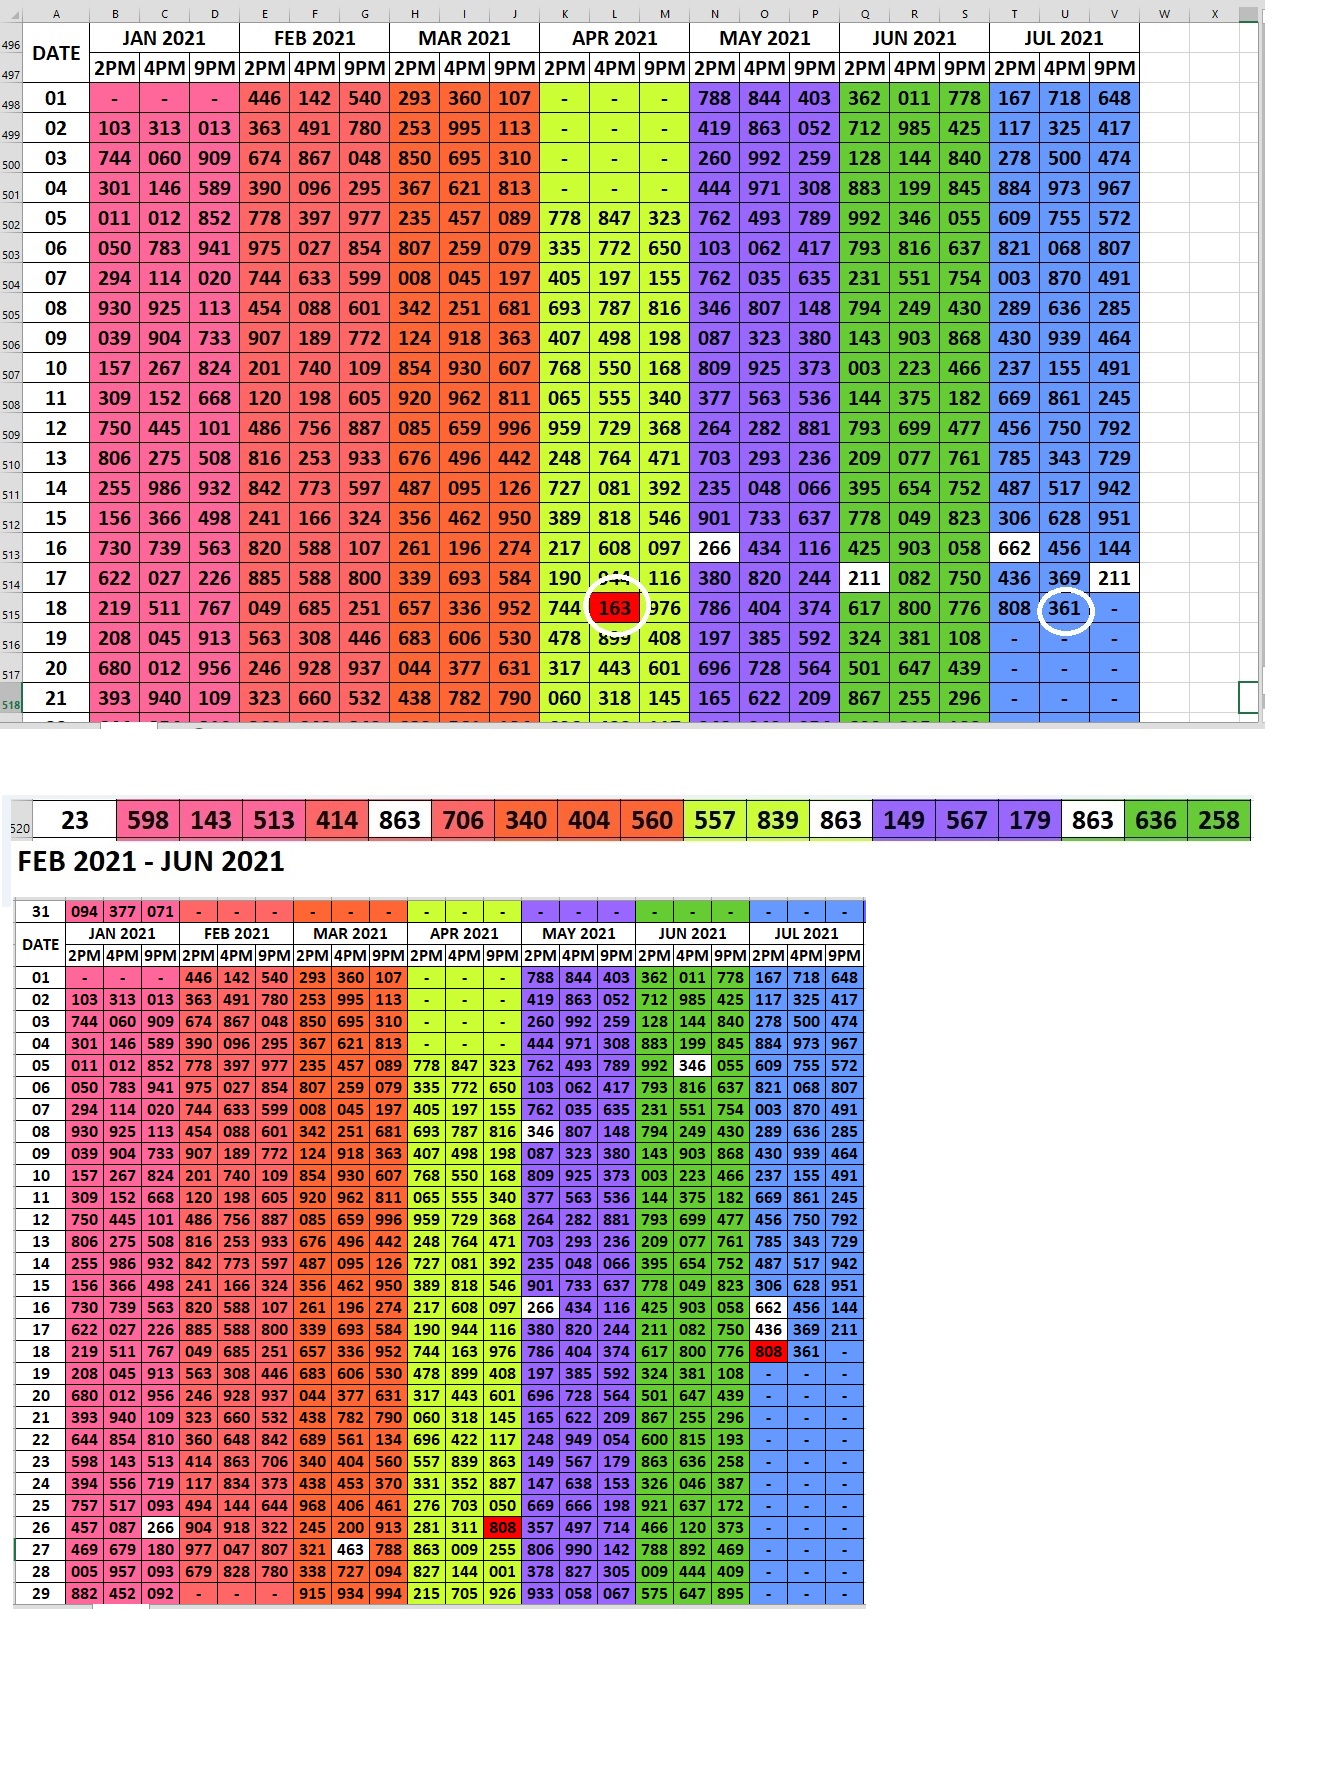 A B C D E F G H I J K L M N O P Q R S T U V W X
496 DATE JAN 2021 FEB 2021 MAR 2021 APR 2021 MAY 2021 JUN 2021 JUL 2021
497 2PM 4PM 9PM 2PM 4PM 9PM 2PM 4PM 9PM 2PM 4PM 9PM 2PM 4PM 9PM 2PM 4PM 9PM 2PM 4PM 9PM
498 01 - - - 446 142 540 293 360 107 - - - 788 844 403 362 011 778 167 718 648
499 02 103 313 013 363 491 780 253 995 113 - - - 419 863 052 712 985 425 117 325 417
500 03 744 060 909 674 867 048 850 695 310 - - - 260 992 259 128 144 840 278 500 474
501 04 301 146 589 390 096 295 367 621 813 - - - 444 971 308 883 199 845 884 973 967
502 05 011 012 852 778 397 977 235 457 089 778 847 323 762 493 789 992 346 055 609 755 572
503 06 050 783 941 975 027 854 807 259 079 335 772 650 103 062 417 793 816 637 821 068 807
504 07 294 114 020 744 633 599 008 045 197 405 197 155 762 035 635 231 551 754 003 870 491
505 08 930 925 113 454 088 601 342 251 681 693 787 816 346 807 148 794 249 430 289 636 285
506 09 039 904 733 907 189 772 124 918 363 407 498 198 087 323 380 143 903 868 430 939 464
507 10 157 267 824 201 740 109 854 930 607 768 550 168 809 925 373 003 223 466 237 155 491
508 11 309 152 668 120 198 605 920 962 811 065 555 340 377 563 536 144 375 182 669 861 245
509 12 750 445 101 486 756 887 085 659 996 959 729 368 264 282 881 793 699 477 456 750 792
510 13 806 275 508 816 253 933 676 496 442 248 764 471 703 293 236 209 077 761 785 343 729
511 14 255 986 932 842 773 597 487 095 126 727 081 392 235 048 066 395 654 752 487 517 942
512 15 156 366 498 241 166 324 356 462 950 389 818 546 901 733 637 778 049 823 306 628 951
513 16 730 739 563 820 588 107 261 196 274 217 608 097 266 434 116 425 903 058 662 456 144
514 17 622 027 226 885 588 800 339 693 584 190 944 116 380 820 244 211 082 750 436 369 211
515 18 219 511 767 049 685 251 657 336 952 744 163 976 786 404 374 617 800 776 808 361 -
516 19 208 045 913 563 308 446 683 606 530 478 899 408 197 385 592 324 381 108 - - -
517 20 680 012 956 246 928 937 044 377 631 317 443 601 696 728 564 501 647 439 - - -
518 21 393 940 109 323 660 532 438 782 790 060 318 145 165 622 209 867 255 296 - - -
520 23 598 143 513 414 863 706 340 404 560 557 839 863 149 567 179 863 636 258
FEB 2021 - JUN 2021
31 094 377 071 - - - - - - - - - - - - - - - - - -
DATE JAN 2021 FEB 2021 MAR 2021 APR 2021 MAY 2021 JUN 2021 JUL 2021
2PM 4PM 9PM 2PM 4PM 9PM 2PM 4PM 9PM 2PM 4PM 9PM 2PM 4PM 9PM 2PM 4PM 9PM 2PM 4PM 9PM
01 - - - 446 142 540 293 360 107 - - - 788 844 403 362 011 778 167 718 648
02 103 313 013 363 491 780 253 995 113 - - - 419 863 052 712 985 425 117 325 417
03 744 060 909 674 867 048 850 695 310 - - - 260 992 259 128 144 840 278 500 474
04 301 146 589 390 096 295 367 621 813 - - - 444 971 308 883 199 845 884 973 967
05 011 012 852 778 397 977 235 457 089 778 847 323 762 493 789 992 346 055 609 755 572
06 050 783 941 975 027 854 807 259 079 335 772 650 103 062 417 793 816 637 821 068 807
07 294 114 020 744 633 599 008 045 197 405 197 155 762 035 635 231 551 754 003 870 491
08 930 925 113 454 088 601 342 251 681 693 787 816 346 807 148 794 249 430 289 636 285
09 039 904 733 907 189 772 124 918 363 407 498 198 087 323 380 143 903 868 430 939 464
10 157 267 824 201 740 109 854 930 607 768 550 168 809 925 373 003 223 466 237 155 491
11 309 152 668 120 198 605 920 962 811 065 555 340 377 563 536 144 375 182 669 861 245
12 750 445 101 486 756 887 085 659 996 959 729 368 264 282 881 793 699 477 456 750 792
13 806 275 508 816 253 933 676 496 442 248 764 471 703 293 236 209 077 761 785 343 729
14 255 986 932 842 773 597 487 095 126 727 081 392 235 048 066 395 654 752 487 517 942
15 156 366 498 241 166 324 356 462 950 389 818 546 901 733 637 778 049 823 306 628 951
16 730 739 563 820 588 107 261 196 274 217 608 097 266 434 116 425 903 058 662 456 144
17 622 027 226 885 588 800 339 693 584 190 944 116 380 820 244 211 082 750 436 369 211
18 219 511 767 049 685 251 657 336 952 744 163 976 786 404 374 617 800 776 808 361 -
19 208 045 913 563 308 446 683 606 530 478 899 408 197 385 592 324 381 108 - - -
20 680 012 956 246 928 937 044 377 631 317 443 601 696 728 564 501 647 439 - - -
21 393 940 109 323 660 532 438 782 790 060 318 145 165 622 209 867 255 296 - - -
22 644 854 810 360 648 842 689 561 134 696 422 117 248 949 054 600 815 193 - - -
23 598 143 513 414 863 706 340 404 560 557 839 863 149 567 179 863 636 258 - - -
24 394 556 719 117 834 373 438 453 370 331 352 887 147 638 153 326 046 387 - - -
25 757 517 093 494 144 644 968 406 461 276 703 050 669 666 198 921 637 172 - - -
26 457 087 266 904 918 322 245 200 913 281 311 808 357 497 714 466 120 373 - - -
27 469 679 180 977 047 807 321 463 788 863 009 255 806 990 142 788 892 469 - - -
28 005 957 093 679 828 780 338 727 094 827 144 001 378 827 305 009 444 409 - - -
29 882 452 092 - - - 915 934 994 215 705 926 933 058 067 575 647 895 - - -